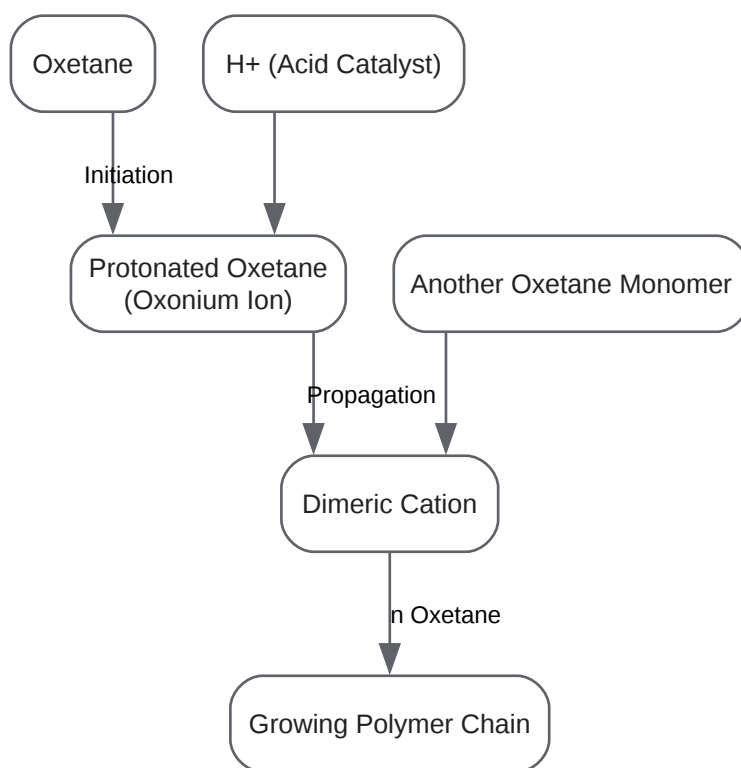 Oxetane
H+ (Acid Catalyst)
Initiation
Protonated Oxetane
(Oxonium Ion)
Another Oxetane Monomer
Propagation
Dimeric Cation
n Oxetane
Growing Polymer Chain